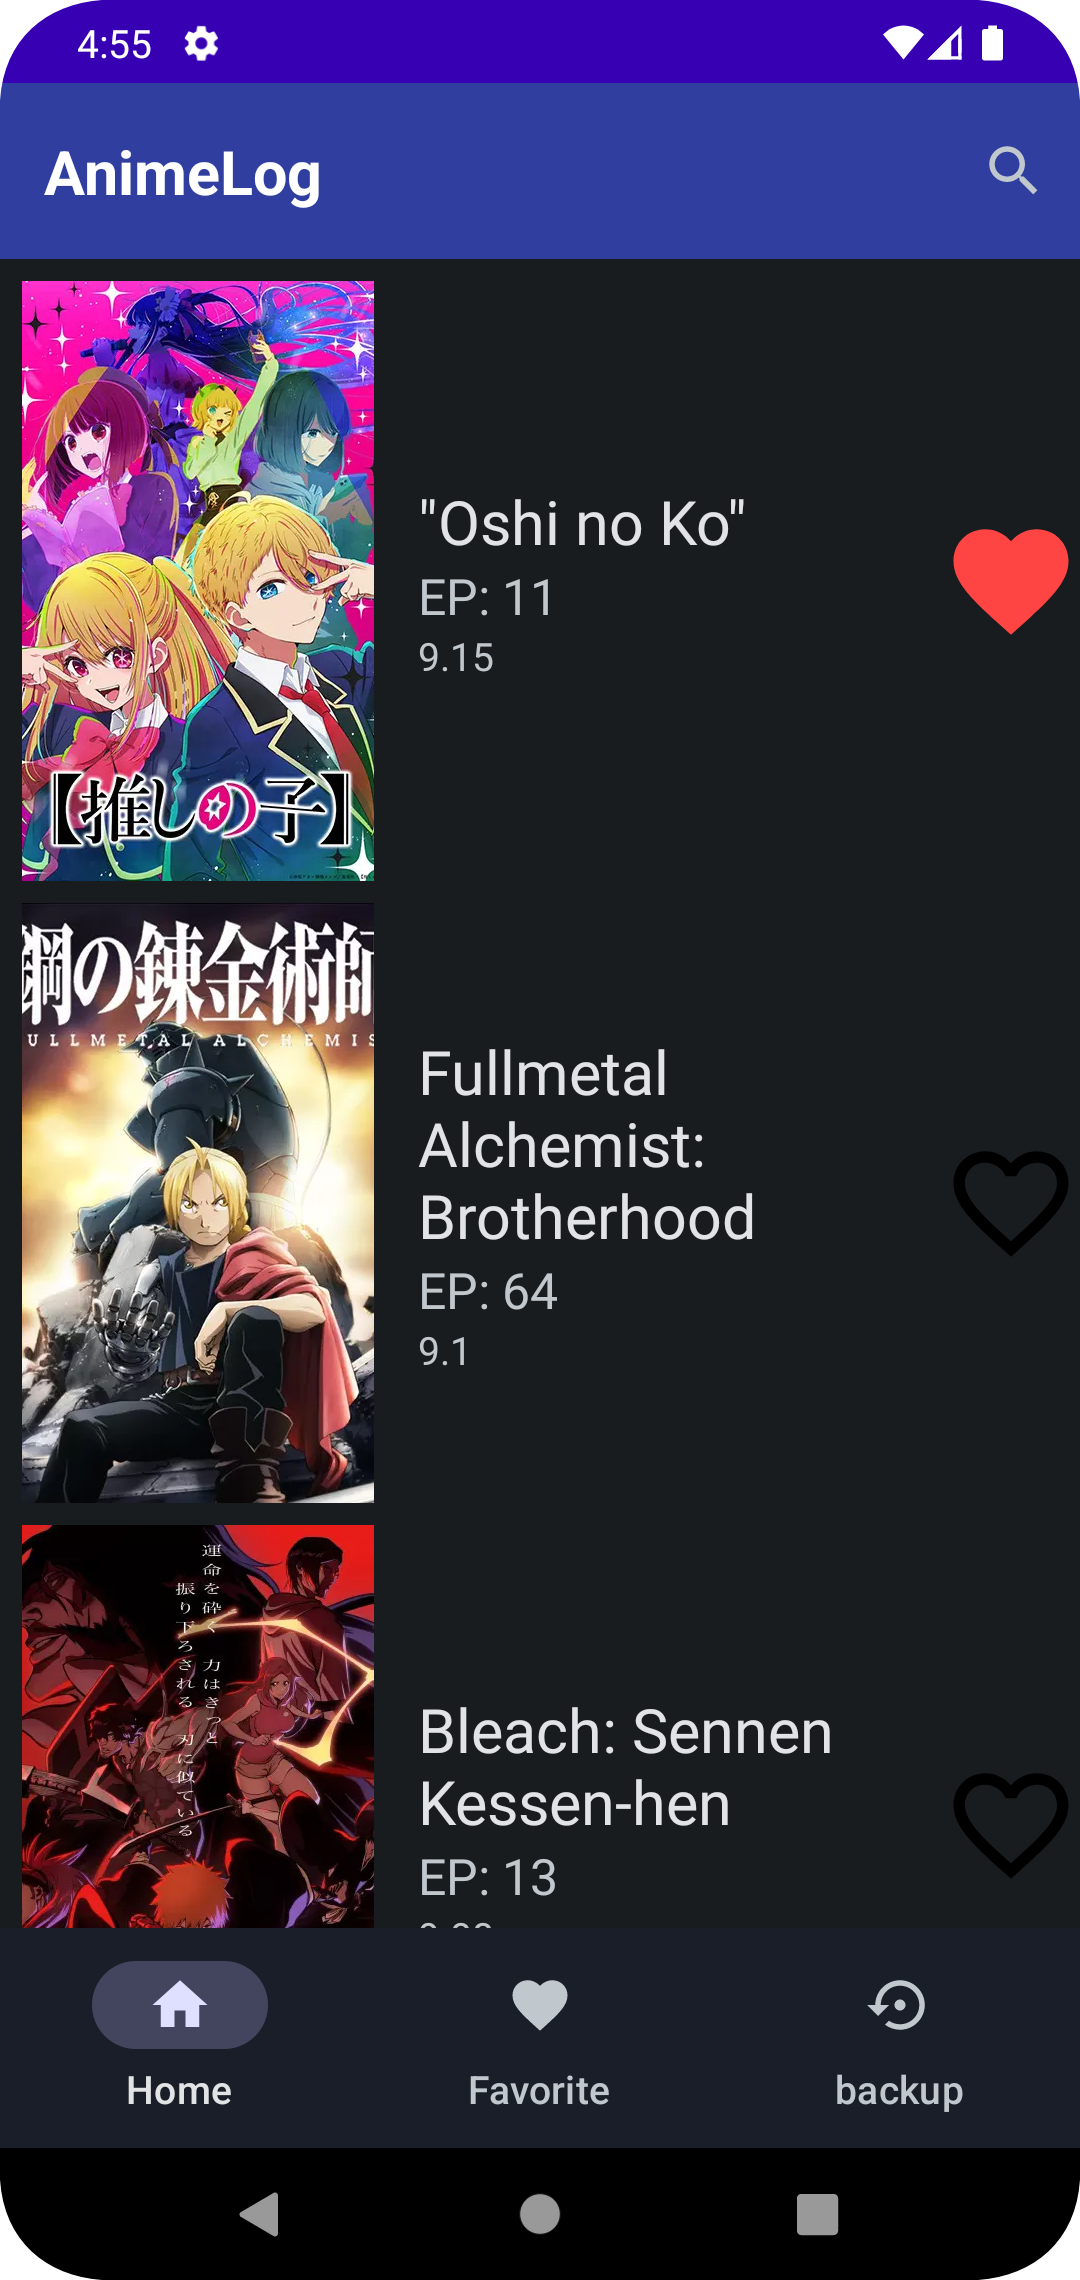 4:55
AnimeLog
"Oshi no Ko"
EP: 11
9.15
【推しの子】
鋼の錬金術師
ULLMETAL ALCHEMIS
Fullmetal
Alchemist:
Brotherhood
EP: 64
9.1
運命を砕く 力はきっと
振り下ろされる 刃に似ている
Bleach: Sennen
Kessen-hen
EP: 13
Home
Favorite
backup